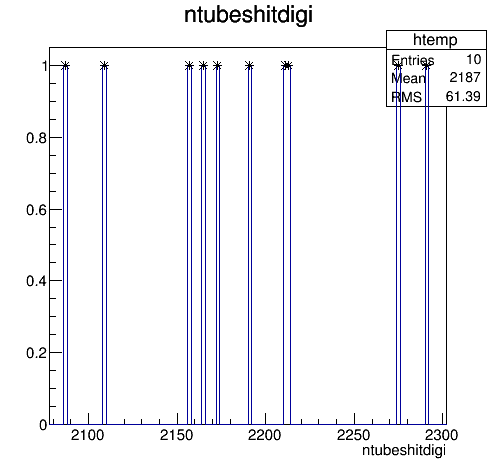 ntubeshitdigi
htemp
Entries 10
Mean 2187
RMS 61.39
1
0.8
0.6
0.4
0.2
0
2100 2150 2200 2250 2300
ntubeshitdigi